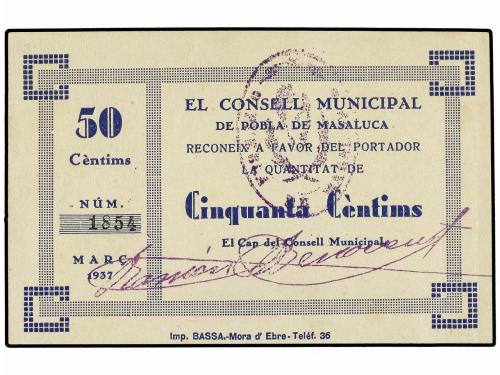 50
Cèntims
NÚM.
1854
MARÇ
1937
EL CONSELL MUNICIPAL
DE POBLA DE MASALUCA
RECONEIX A FAVOR DEL PORTADOR
LA QUANTITAT DE
Cinquanta Cèntims
El Cap del Consell Municipal,
Ramón
Imp. BASSA.-Mora d' Ebre-Teléf. 36